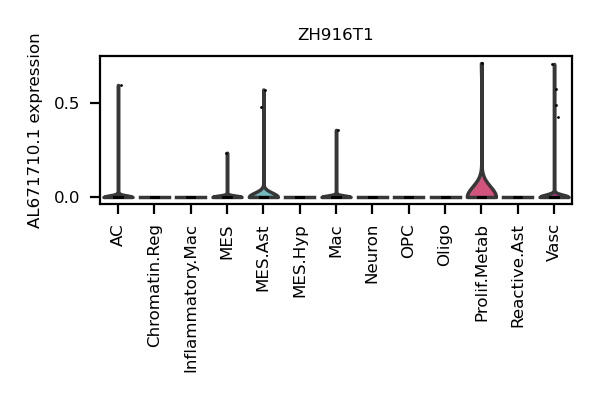 ZH916T1
AL671710.1 expression
0.5
0.0
AC
Chromatin.Reg
Inflammatory.Mac
MES
MES.Ast
MES.Hyp
Mac
Neuron
OPC
Oligo
Prolif.Metab
Reactive.Ast
Vasc